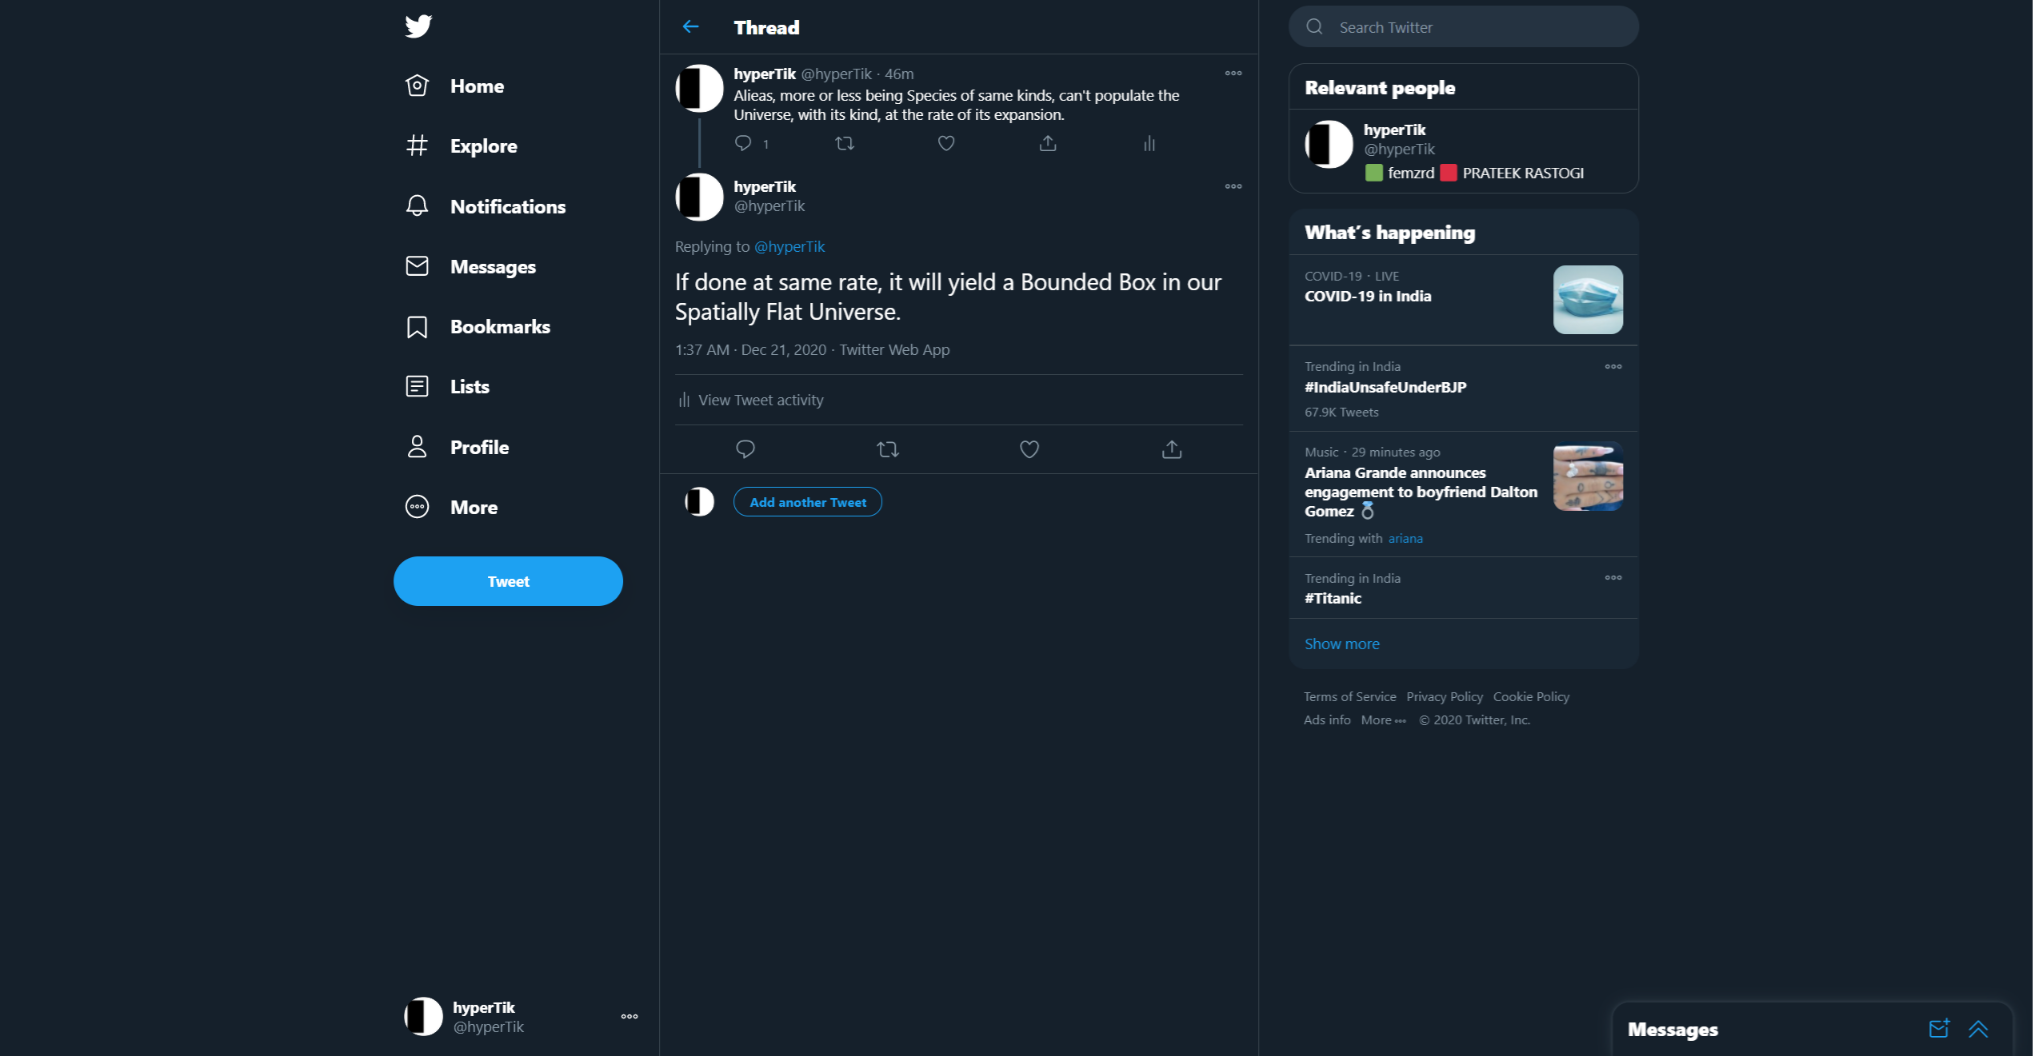 Home
Explore
Notifications
Messages
Bookmarks
Lists
Profile
More
Tweet
hyperTik
@hyperTik
Thread
hyperTik @hyperTik · 46m
Alieas, more or less being Species of same kinds, can't populate the
Universe, with its kind, at the rate of its expansion.
1
hyperTik
@hyperTik
Replying to @hyperTik
If done at same rate, it will yield a Bounded Box in our
Spatially Flat Universe.
1:37 AM · Dec 21, 2020 · Twitter Web App
View Tweet activity
Add another Tweet
Search Twitter
Relevant people
hyperTik
@hyperTik
🟩 femzrd 🟥 PRATEEK RASTOGI
What's happening
COVID-19 · LIVE
COVID-19 in India
Trending in India
#IndiaUnsafeUnderBJP
67.9K Tweets
Music · 29 minutes ago
Ariana Grande announces
engagement to boyfriend Dalton
Gomez 💍
Trending with ariana
Trending in India
#Titanic
Show more
Terms of Service Privacy Policy Cookie Policy
Ads info More ••• © 2020 Twitter, Inc.
Messages